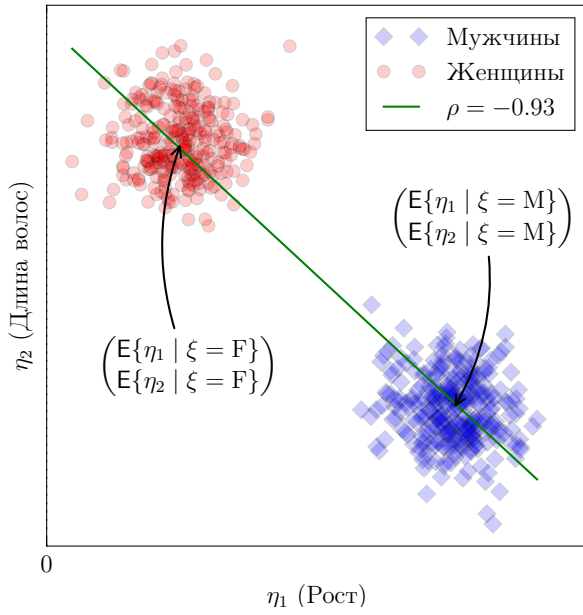 Мужчины
Женщины
ρ = −0.93
E{η₁ | ξ = M}
E{η₂ | ξ = M}
E{η₁ | ξ = F}
E{η₂ | ξ = F}
η₂ (Длина волос)
0
η₁ (Рост)